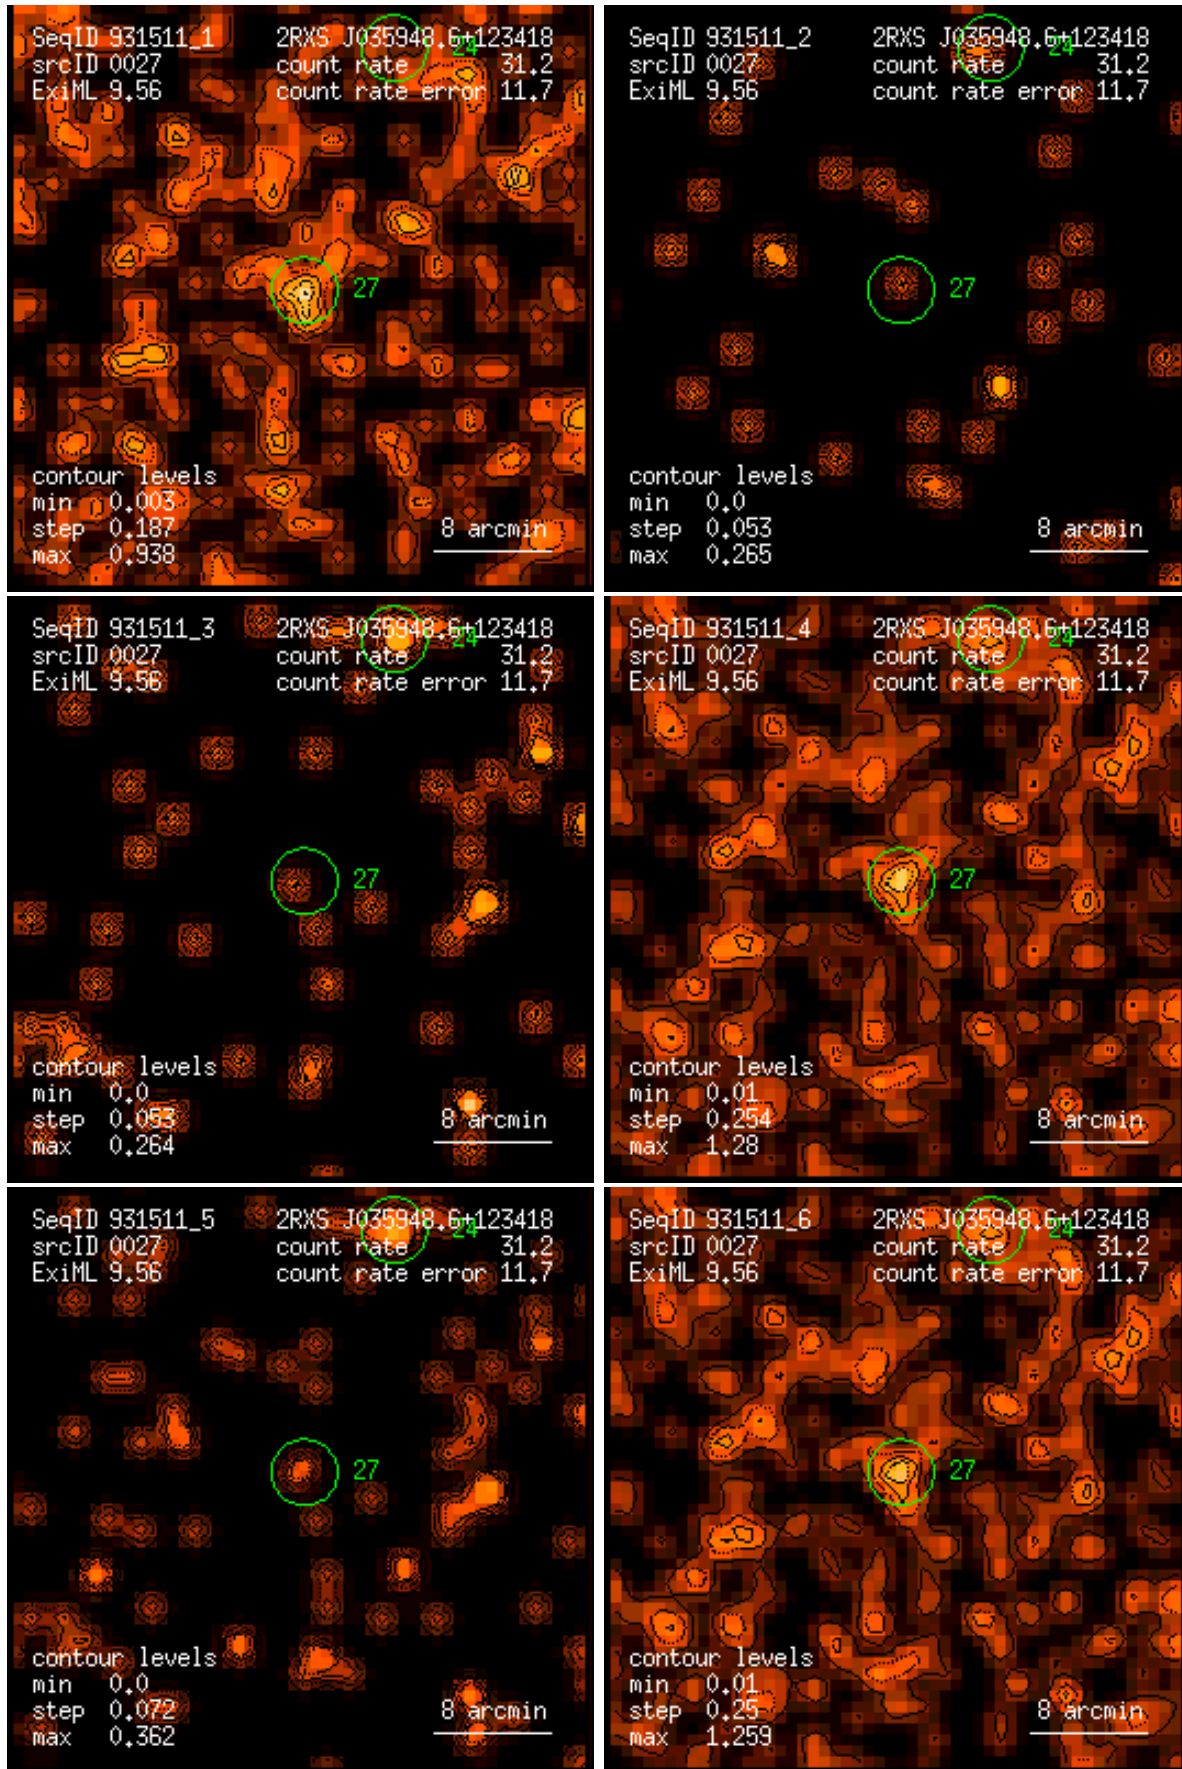 SeqID 931511_1 2RXS J035948.6+123418
24
srcID 0027 count rate 31.2
ExiML 9.56 count rate error 11.7
27
contour levels
min 0.003
step 0.187 8 arcmin
max 0.938
SeqID 931511_2 2RXS J035948.6+123418
24
srcID 0027 count rate 31.2
ExiML 9.56 count rate error 11.7
27
contour levels
min 0.0
step 0.053 8 arcmin
max 0.265
SeqID 931511_3 2RXS J035948.6+123418
24
srcID 0027 count rate 31.2
ExiML 9.56 count rate error 11.7
27
contour levels
min 0.0
step 0.053 8 arcmin
max 0.264
SeqID 931511_4 2RXS J035948.6+123418
24
srcID 0027 count rate 31.2
ExiML 9.56 count rate error 11.7
27
contour levels
min 0.01
step 0.254 8 arcmin
max 1.28
SeqID 931511_5 2RXS J035948.6+123418
24
srcID 0027 count rate 31.2
ExiML 9.56 count rate error 11.7
27
contour levels
min 0.0
step 0.072 8 arcmin
max 0.362
SeqID 931511_6 2RXS J035948.6+123418
24
srcID 0027 count rate 31.2
ExiML 9.56 count rate error 11.7
27
contour levels
min 0.01
step 0.25 8 arcmin
max 1.259